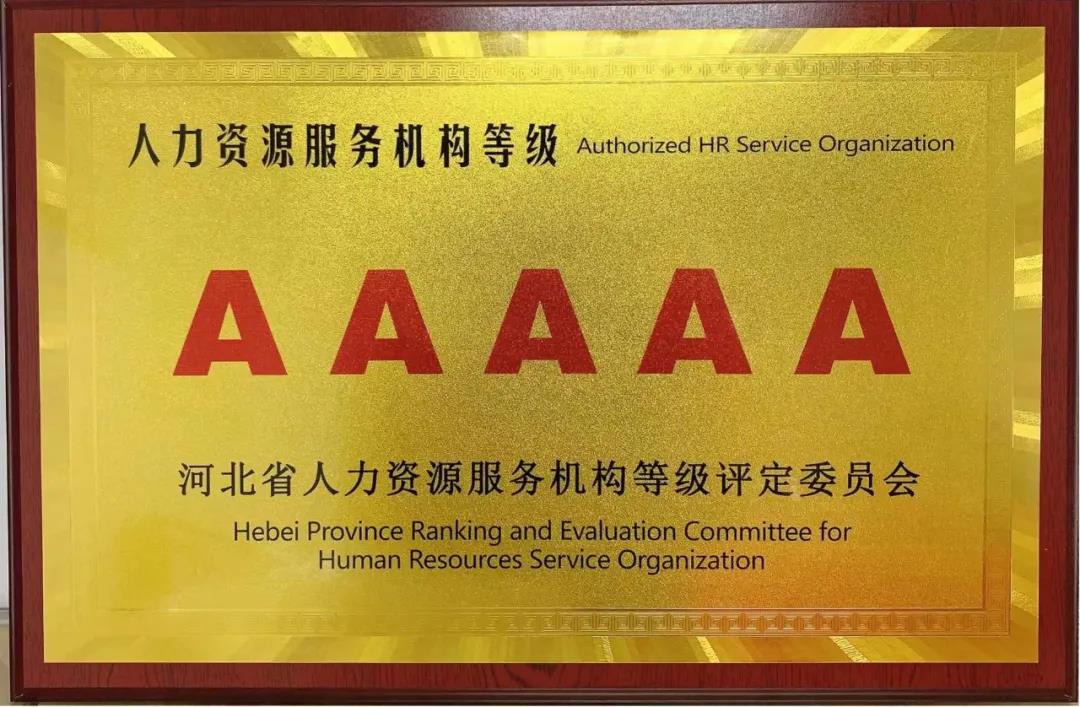 人力资源服务机构等级 Authorized HR Service Organization
AAAAA
河北省人力资源服务机构等级评定委员会
Hebei Province Ranking and Evaluation Committee for
Human Resources Service Organization